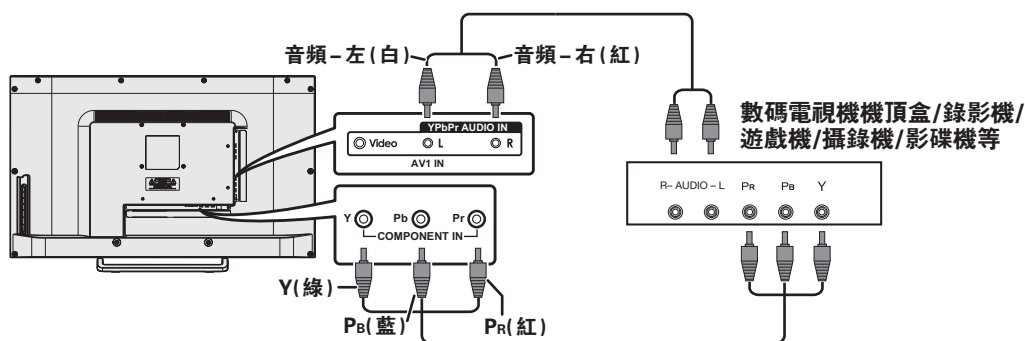 音頻–左(白)
音頻–右(紅)
YPbPr AUDIO IN
Video L R
AV1 IN
數碼電視機機頂盒/錄影機/
遊戲機/攝錄機/影碟機等
R– AUDIO – L PR PB Y
Y Pb Pr
COMPONENT IN
Y(綠)
PB(藍)
PR(紅)